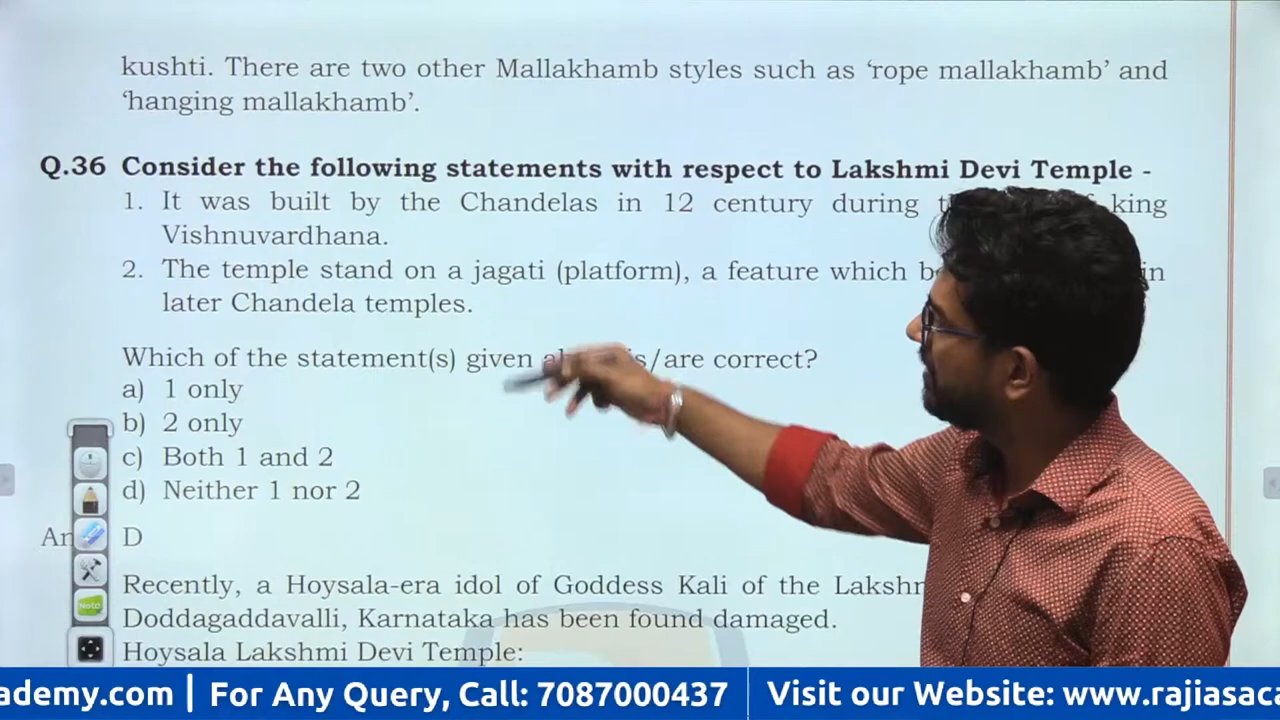 kushti. There are two other Mallakhamb styles such as 'rope mallakhamb' and
'hanging mallakhamb'.
Q.36 Consider the following statements with respect to Lakshmi Devi Temple -
1. It was built by the Chandelas in 12 century during king
Vishnuvardhana.
2. The temple stand on a jagati (platform), a feature which in
later Chandela temples.
Which of the statement(s) given is/are correct?
a) 1 only
b) 2 only
c) Both 1 and 2
d) Neither 1 nor 2
D
Recently, a Hoysala-era idol of Goddess Kali of the
Doddagaddavalli, Karnataka has been found damaged.
Hoysala Lakshmi Devi Temple:
ademy.com | For Any Query, Call: 7087000437 | Visit our Website: www.rajiasaca